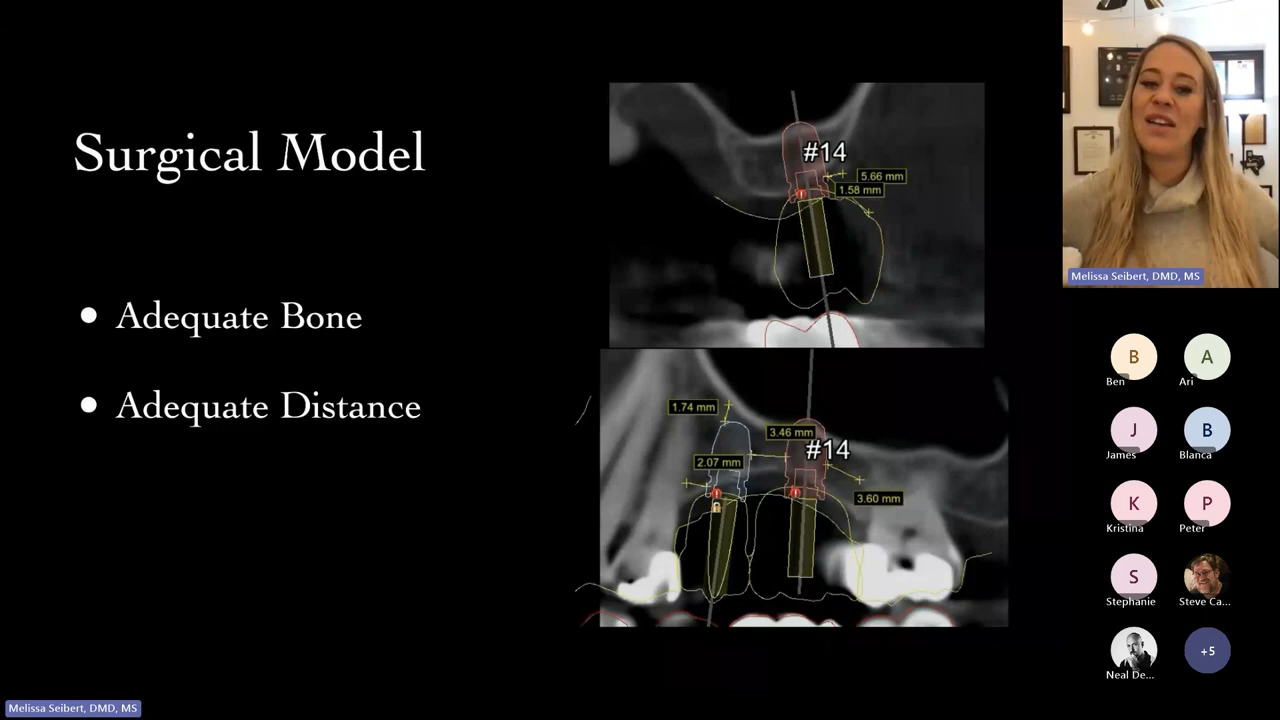 Surgical Model
• Adequate Bone
• Adequate Distance
#14
5.66 mm
1.58 mm
1.74 mm
3.46 mm
#14
2.07 mm
3.60 mm
Melissa Seibert, DMD, MS
B
A
Ben
Ari
J
B
James
Blanca
K
P
Kristina
Peter
S
Stephanie
Steve Ca...
Neal De...
+5
Melissa Seibert, DMD, MS